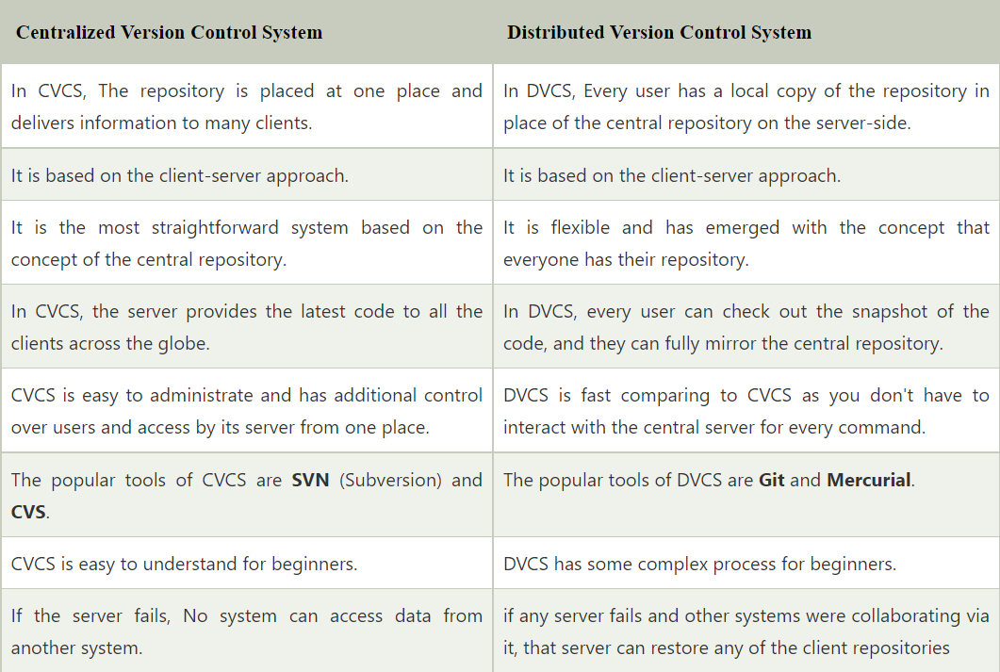 Centralized Version Control System
Distributed Version Control System
In CVCS, The repository is placed at one place and
delivers information to many clients.
In DVCS, Every user has a local copy of the repository in
place of the central repository on the server-side.
It is based on the client-server approach.
It is based on the client-server approach.
It is the most straightforward system based on the
concept of the central repository.
It is flexible and has emerged with the concept that
everyone has their repository.
In CVCS, the server provides the latest code to all the
clients across the globe.
In DVCS, every user can check out the snapshot of the
code, and they can fully mirror the central repository.
CVCS is easy to administrate and has additional control
over users and access by its server from one place.
DVCS is fast comparing to CVCS as you don't have to
interact with the central server for every command.
The popular tools of CVCS are SVN (Subversion) and
CVS.
The popular tools of DVCS are Git and Mercurial.
CVCS is easy to understand for beginners.
DVCS has some complex process for beginners.
If the server fails, No system can access data from
another system.
if any server fails and other systems were collaborating via
it, that server can restore any of the client repositories